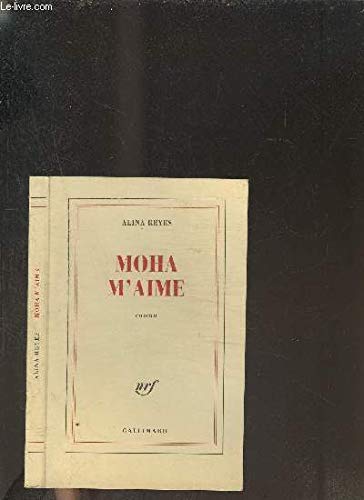 Le-livre.com
ALINA REYES
MOHA
M'AIME
roman
nrf
GALLIMARD
ALINA REYES MOHA M'AIME